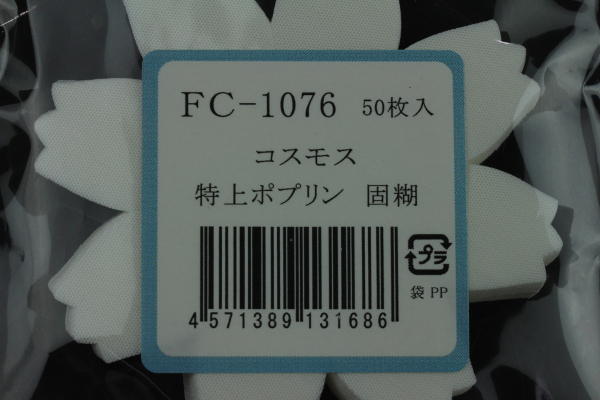 FC-1076 50枚入
コスモス
特上ポプリン 固糊
プラ
袋 PP
4 571389 131686